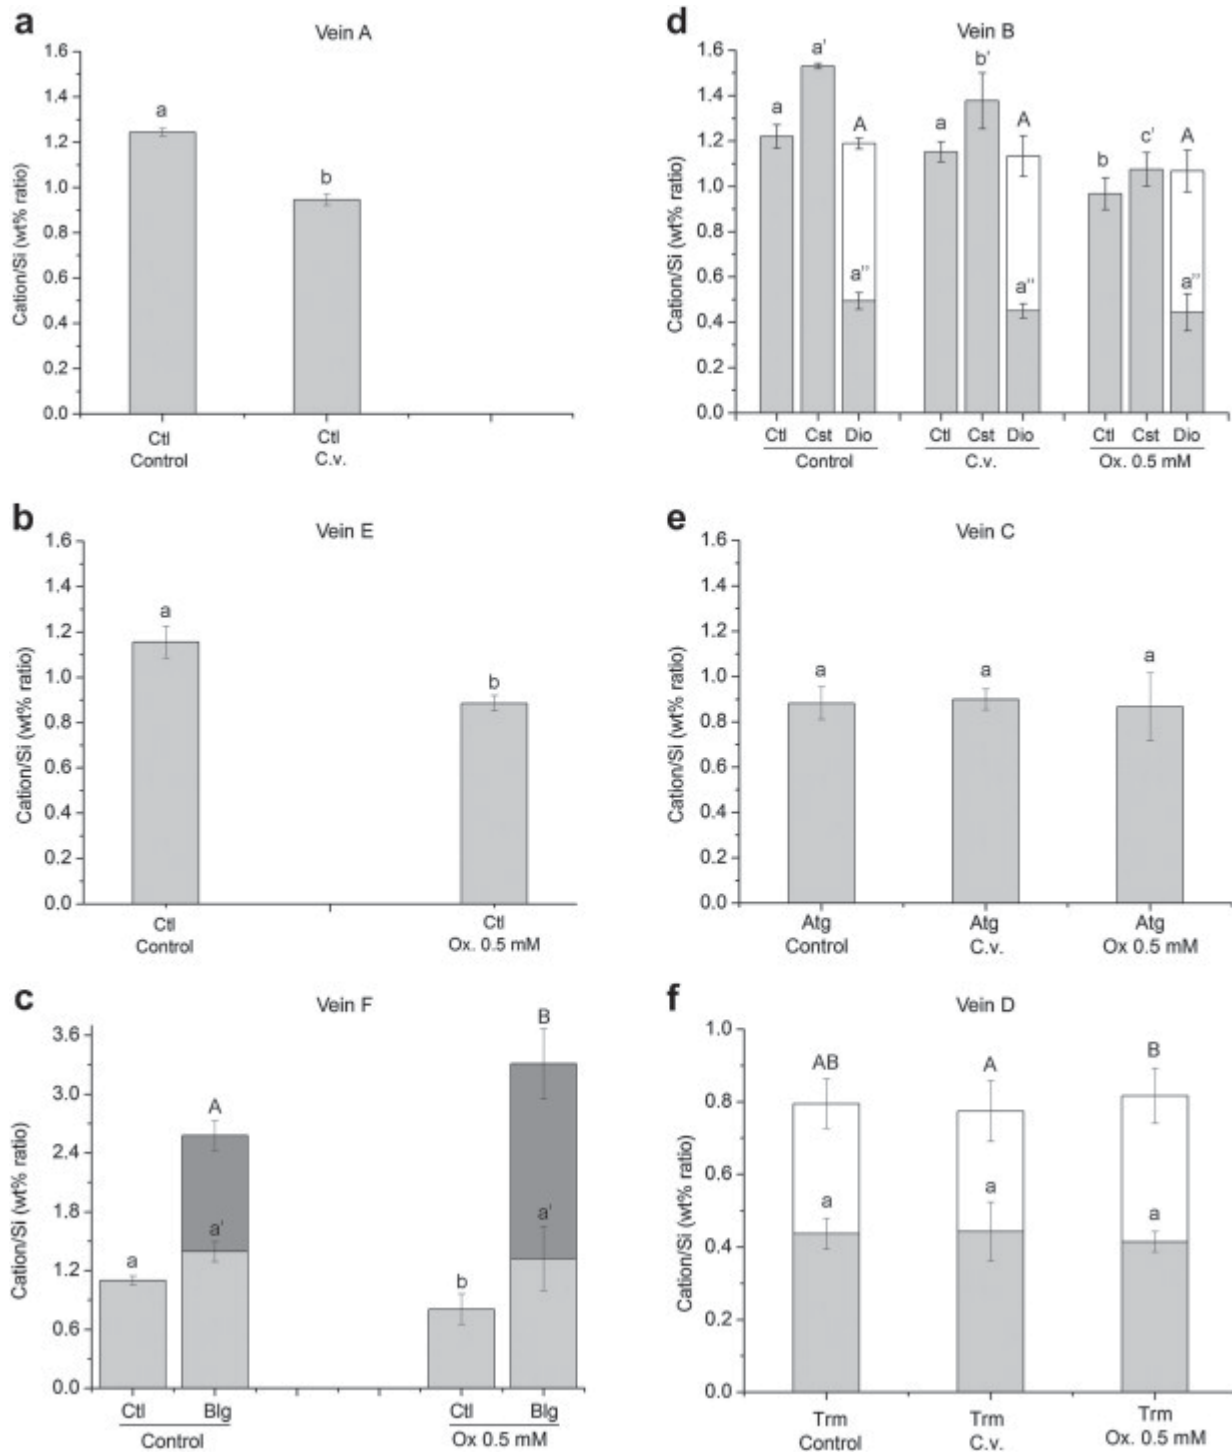 a
Vein A
Cation/Si (wt% ratio)
1.6
1.4
1.2
1.0
0.8
0.6
0.4
0.2
0.0
a
b
Ctl
Control
Ctl
C.v.
d
Vein B
Cation/Si (wt% ratio)
1.6
1.4
1.2
1.0
0.8
0.6
0.4
0.2
0.0
a
a'
A
a"
a
b'
A
a"
b
c'
A
a"
Ctl Cst Dio Ctl Cst Dio Ctl Cst Dio
Control C.v. Ox. 0.5 mM
b
Vein E
Cation/Si (wt% ratio)
1.6
1.4
1.2
1.0
0.8
0.6
0.4
0.2
0.0
a
b
Ctl
Control
Ctl
Ox. 0.5 mM
e
Vein C
Cation/Si (wt% ratio)
1.6
1.4
1.2
1.0
0.8
0.6
0.4
0.2
0.0
a
a
a
Atg
Control
Atg
C.v.
Atg
Ox 0.5 mM
c
Vein F
Cation/Si (wt% ratio)
3.6
3.0
2.4
1.8
1.2
0.6
0.0
a
A
a'
b
B
a'
Ctl Blg Ctl Blg
Control Ox 0.5 mM
f
Vein D
Cation/Si (wt% ratio)
1.0
0.8
0.6
0.4
0.2
0.0
AB
a
A
a
B
a
Trm
Control
Trm
C.v.
Trm
Ox. 0.5 mM